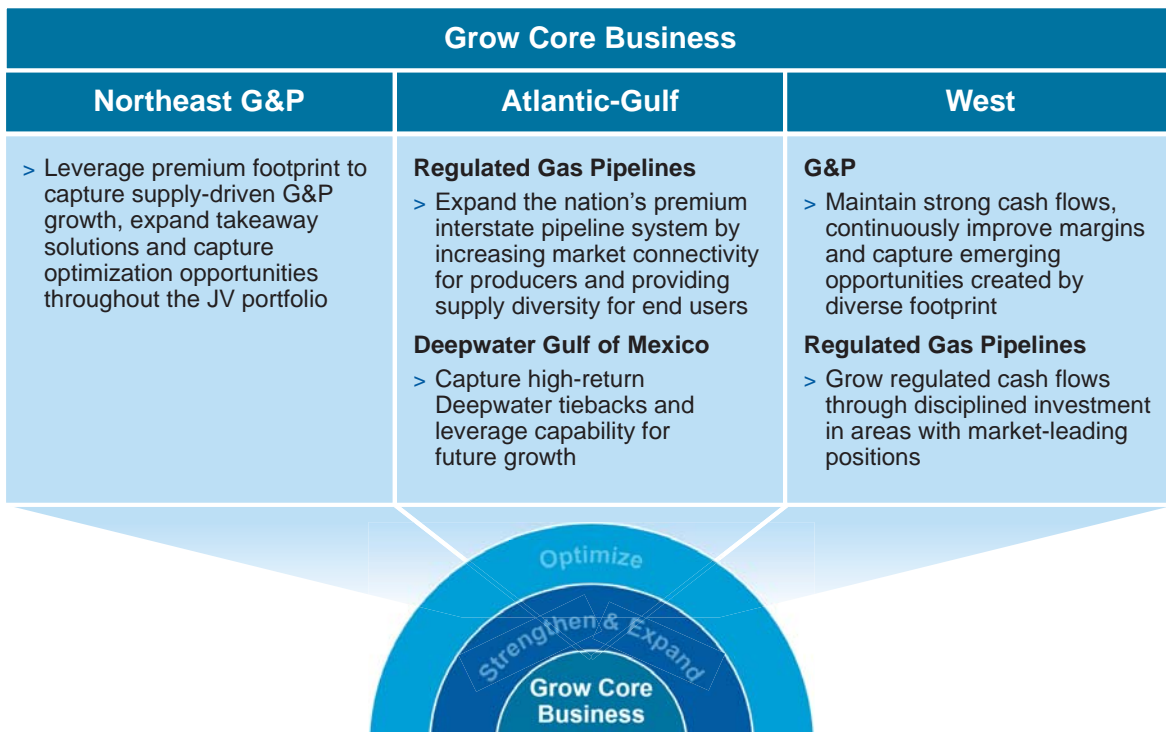 Grow Core Business
Northeast G&P
Atlantic-Gulf
West
> Leverage premium footprint to
capture supply-driven G&P
growth, expand takeaway
solutions and capture
optimization opportunities
throughout the JV portfolio
Regulated Gas Pipelines
> Expand the nation’s premium
interstate pipeline system by
increasing market connectivity
for producers and providing
supply diversity for end users
Deepwater Gulf of Mexico
> Capture high-return
Deepwater tiebacks and
leverage capability for
future growth
G&P
> Maintain strong cash flows,
continuously improve margins
and capture emerging
opportunities created by
diverse footprint
Regulated Gas Pipelines
> Grow regulated cash flows
through disciplined investment
in areas with market-leading
positions
Optimize
Strengthen & Expand
Grow Core
Business